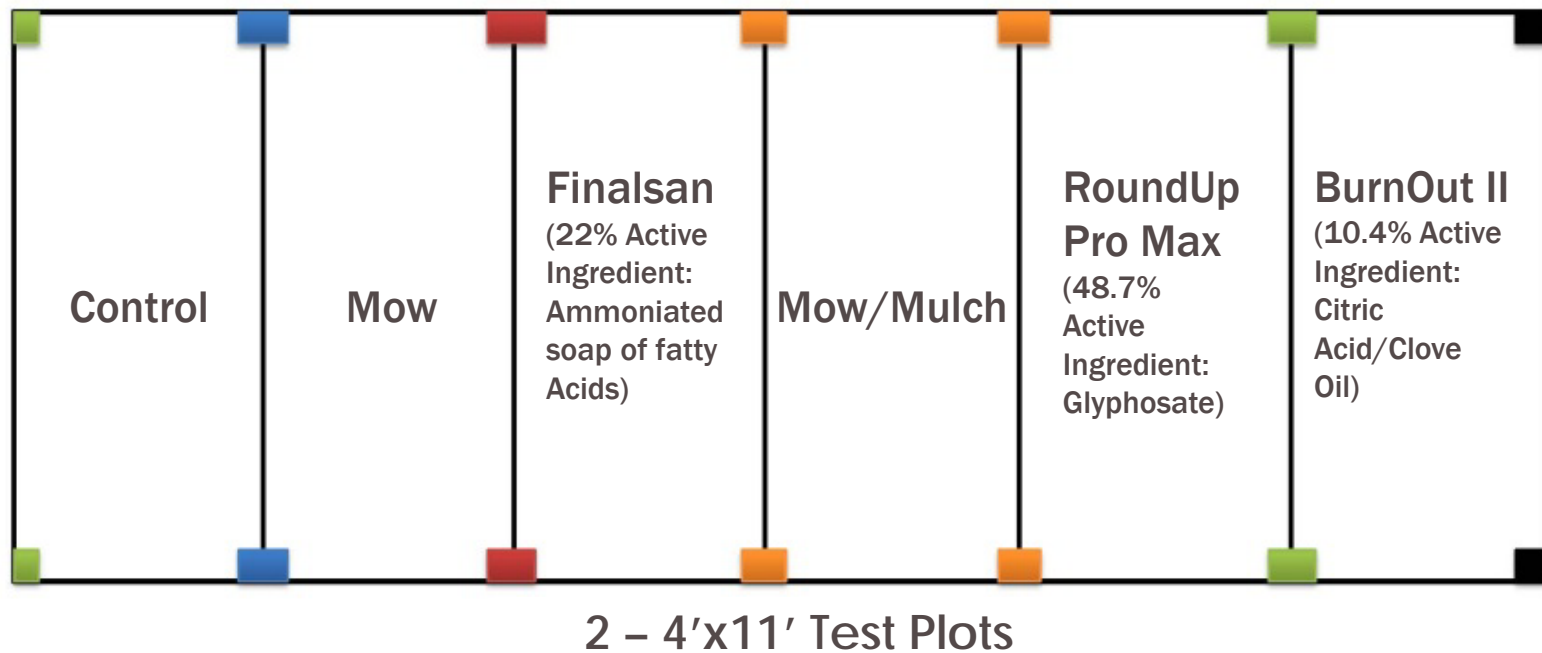 Control
Mow
Finalsan
(22% Active
Ingredient:
Ammoniated
soap of fatty
Acids)
Mow/Mulch
RoundUp
Pro Max
(48.7%
Active
Ingredient:
Glyphosate)
BurnOut II
(10.4% Active
Ingredient:
Citric
Acid/Clove
Oil)
2 – 4’x11’ Test Plots